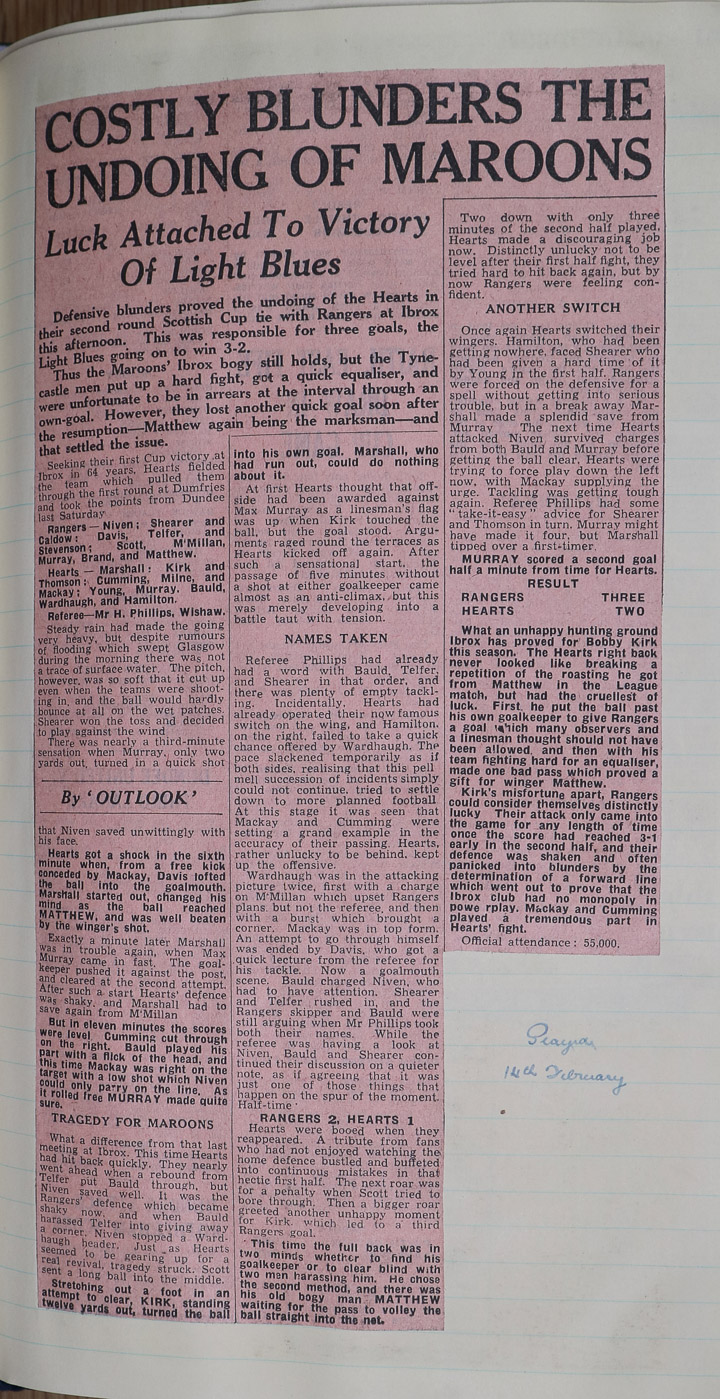 COSTLY BLUNDERS THE
UNDOING OF MAROONS
Luck Attached To Victory
Of Light Blues
Defensive blunders proved the undoing of the Hearts in
their second round Scottish Cup tie with Rangers at Ibrox
this afternoon. This was responsible for three goals, the
Light Blues going on to win 3-2.
Thus the Maroons' Ibrox bogy still holds, but the Tyne-
castle men put up a hard fight, got a quick equaliser, and
were unfortunate to be in arrears at the interval through an
own-goal. However, they lost another quick goal soon after
the resumption—Matthew again being the marksman—and
that settled the issue.
Seeking their first Cup victory at
Ibrox in 64 years, Hearts fielded
the team which pulled them
through the first round at Dumfries
and took the points from Dundee
last Saturday
Rangers — Niven; Shearer and
Caldow; Davis, Telfer, and
Stevenson; Scott, M'Millan,
Murray, Brand, and Matthew.
Hearts — Marshall; Kirk and
Thomson; Cumming, Milne, and
Mackay; Young, Murray, Bauld,
Wardhaugh, and Hamilton.
Referee—Mr H. Phillips, Wishaw.
Steady rain had made the going
very heavy, but despite rumours
of flooding which swept Glasgow
during the morning there was not
a trace of surface water. The pitch,
however, was so soft that it cut up
even when the teams were shoot-
ing in, and the ball would hardly
bounce at all on the wet patches.
Shearer won the toss and decided
to play against the wind
There was nearly a third-minute
sensation when Murray, only two
yards out, turned in a quick shot
By 'OUTLOOK'
that Niven saved unwittingly with
his face.
Hearts got a shock in the sixth
minute when, from a free kick
conceded by Mackay, Davis lofted
the ball into the goalmouth.
Marshall started out, changed his
mind as the ball reached
MATTHEW, and was well beaten
by the winger's shot.
Exactly a minute later Marshall
was in trouble again, when Max
Murray came in fast. The goal-
keeper pushed it against the post,
and cleared at the second attempt.
After such a start Hearts' defence
was shaky, and Marshall had to
save again from M'Millan
But in eleven minutes the scores
were level. Cumming cut through
on the right. Bauld played his
part with a flick of the head, and
this time Mackay was right on the
target with a low shot which Niven
could only parry on the line. As
it rolled free MURRAY made quite
sure.
TRAGEDY FOR MAROONS
What a difference from that last
meeting at Ibrox. This time Hearts
had hit back quickly. They nearly
went ahead when a rebound from
Telfer put Bauld through, but
Niven saved well. It was the
Rangers' defence which became
shaky now, and when Bauld
harassed Telfer into giving away
a corner, Niven stopped a Ward-
haugh header. Just as Hearts
seemed to be gearing up for a
real revival, tragedy struck. Scott
sent a long ball into the middle.
Stretching out a foot in an
attempt to clear, KIRK, standing
twelve yards out, turned the ball
into his own goal. Marshall, who
had run out, could do nothing
about it.
At first Hearts thought that off-
side had been awarded against
Max Murray as a linesman's flag
was up when Kirk touched the
ball, but the goal stood. Argu-
ments raged round the terraces as
Hearts kicked off again. After
such a sensational start, the
passage of five minutes without
a shot at either goalkeeper came
almost as an anti-climax, but this
was merely developing into a
battle taut with tension.
NAMES TAKEN
Referee Phillips had already
had a word with Bauld, Telfer,
and Shearer in that order, and
there was plenty of empty tackl-
ing. Incidentally, Hearts had
already operated their now famous
switch on the wing, and Hamilton,
on the right, failed to take a quick
chance offered by Wardhaugh. The
pace slackened temporarily as if
both sides, realising that this pell
mell succession of incidents simply
could not continue, tried to settle
down to more planned football
At this stage it was seen that
Mackay and Cumming were
setting a grand example in the
accuracy of their passing. Hearts,
rather unlucky to be behind, kept
up the offensive.
Wardhaugh was in the attacking
picture twice, first with a charge
on M'Millan which upset Rangers
plans but not the referee, and then
with a burst which brought a
corner. Mackay was in top form.
An attempt to go through himself
was ended by Davis, who got a
quick lecture from the referee for
his tackle. Now a goalmouth
scene. Bauld charged Niven, who
had to have attention. Shearer
and Telfer rushed in, and the
Rangers skipper and Bauld were
still arguing when Mr Phillips took
both their names. While the
referee was having a look at
Niven, Bauld and Shearer con-
tinued their discussion on a quieter
note, as if agreeing that it was
just one of those things that
happen on the spur of the moment.
Half-time
RANGERS 2, HEARTS 1
Hearts were booed when they
reappeared. A tribute from fans
who had not enjoyed watching the
home defence bustled and buffeted
into continuous mistakes in that
hectic first half. The next roar was
for a penalty when Scott tried to
bore through. Then a bigger roar
greeted another unhappy moment
for Kirk, which led to a third
Rangers goal.
This time the full back was in
two minds whether to find his
goalkeeper or to clear blind with
two men harassing him. He chose
the second method, and there was
his old bogy man MATTHEW
waiting for the pass to volley the
ball straight into the net.
Two down with only three
minutes of the second half played,
Hearts made a discouraging job
now. Distinctly unlucky not to be
level after their first half fight, they
tried hard to hit back again, but by
now Rangers were feeling con-
fident.
ANOTHER SWITCH
Once again Hearts switched their
wingers. Hamilton, who had been
getting nowhere, faced Shearer who
had been given a hard time of it
by Young in the first half. Rangers
were forced on the defensive for a
spell without getting into serious
trouble, but in a break away Mar-
shall made a splendid save from
Murray The next time Hearts
attacked Niven survived charges
from both Bauld and Murray before
getting the ball clear. Hearts were
trying to force play down the left
now, with Mackay supplying the
urge. Tackling was getting tough
again. Referee Phillips had some
"take-it-easy" advice for Shearer
and Thomson in turn. Murray might
have made it four, but Marshall
tipped over a first-timer.
MURRAY scored a second goal
half a minute from time for Hearts.
RESULT
RANGERS THREE
HEARTS TWO
What an unhappy hunting ground
Ibrox has proved for Bobby Kirk
this season. The Hearts right back
never looked like breaking a
repetition of the roasting he got
from Matthew in the League
match, but had the cruellest of
luck. First, he put the ball past
his own goalkeeper to give Rangers
a goal which many observers and
a linesman thought should not have
been allowed, and then with his
team fighting hard for an equaliser,
made one bad pass which proved a
gift for winger Matthew.
Kirk's misfortune apart, Rangers
could consider themselves distinctly
lucky Their attack only came into
the game for any length of time
once the score had reached 3-1
early in the second half, and their
defence was shaken and often
panicked into blunders by the
determination of a forward line
which went out to prove that the
Ibrox club had no monopoly in
powe rplay. Mackay and Cumming
played a tremendous part in
Hearts' fight.
Official attendance: 55,000.
14th February